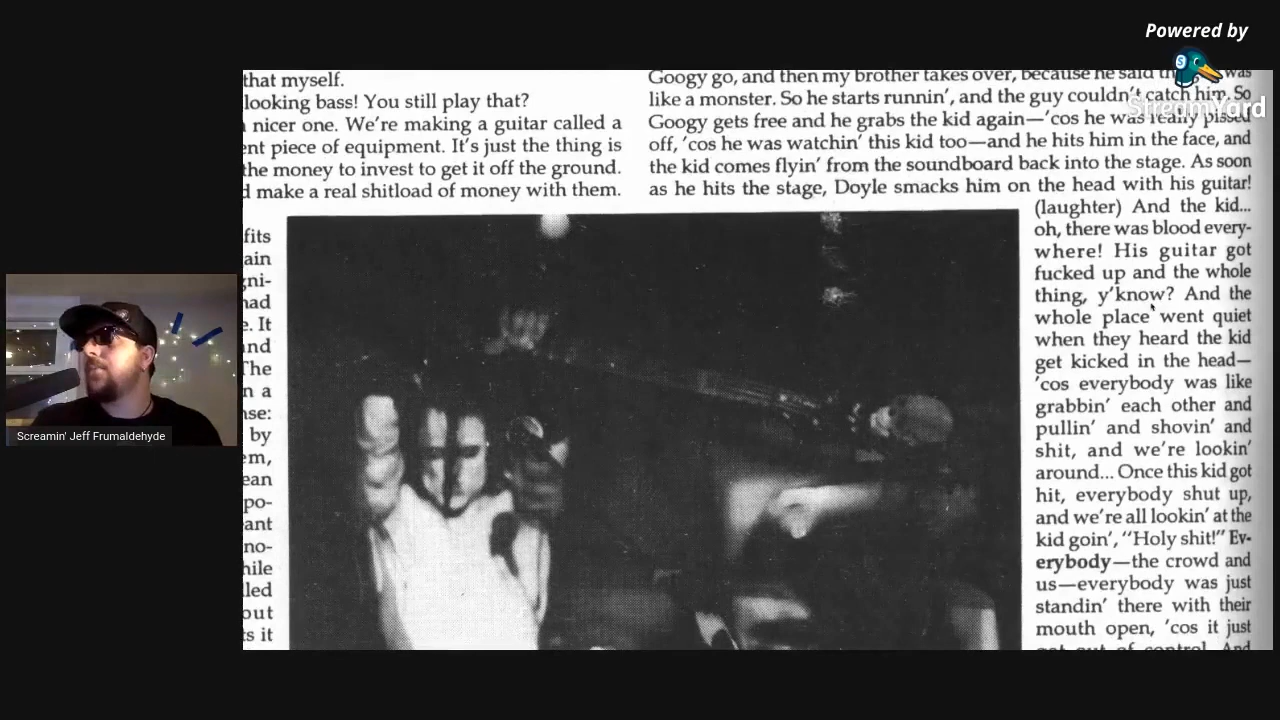 Powered by
StreamYard
that myself.
looking bass! You still play that?
nicer one. We're making a guitar called a
ent piece of equipment. It's just the thing is
the money to invest to get it off the ground.
d make a real shitload of money with them.
fits
ain
gni-
had
e. It
and
The
n a
nse:
by
em,
ean
po-
ant
no-
hile
lled
out
ts it
Googy go, and then my brother takes over, because he said was
like a monster. So he starts runnin', and the guy couldn't catch him. So
Googy gets free and he grabs the kid again—'cos he was really pissed
off, 'cos he was watchin' this kid too—and he hits him in the face, and
the kid comes flyin' from the soundboard back into the stage. As soon
as he hits the stage, Doyle smacks him on the head with his guitar!
(laughter) And the kid...
oh, there was blood every-
where! His guitar got
fucked up and the whole
thing, y'know? And the
whole place went quiet
when they heard the kid
get kicked in the head—
'cos everybody was like
grabbin' each other and
pullin' and shovin' and
shit, and we're lookin'
around... Once this kid got
hit, everybody shut up,
and we're all lookin' at the
kid goin', "Holy shit!" Ev-
erybody—the crowd and
us—everybody was just
standin' there with their
mouth open, 'cos it just
got out of control. And
Screamin' Jeff Frumaldehyde